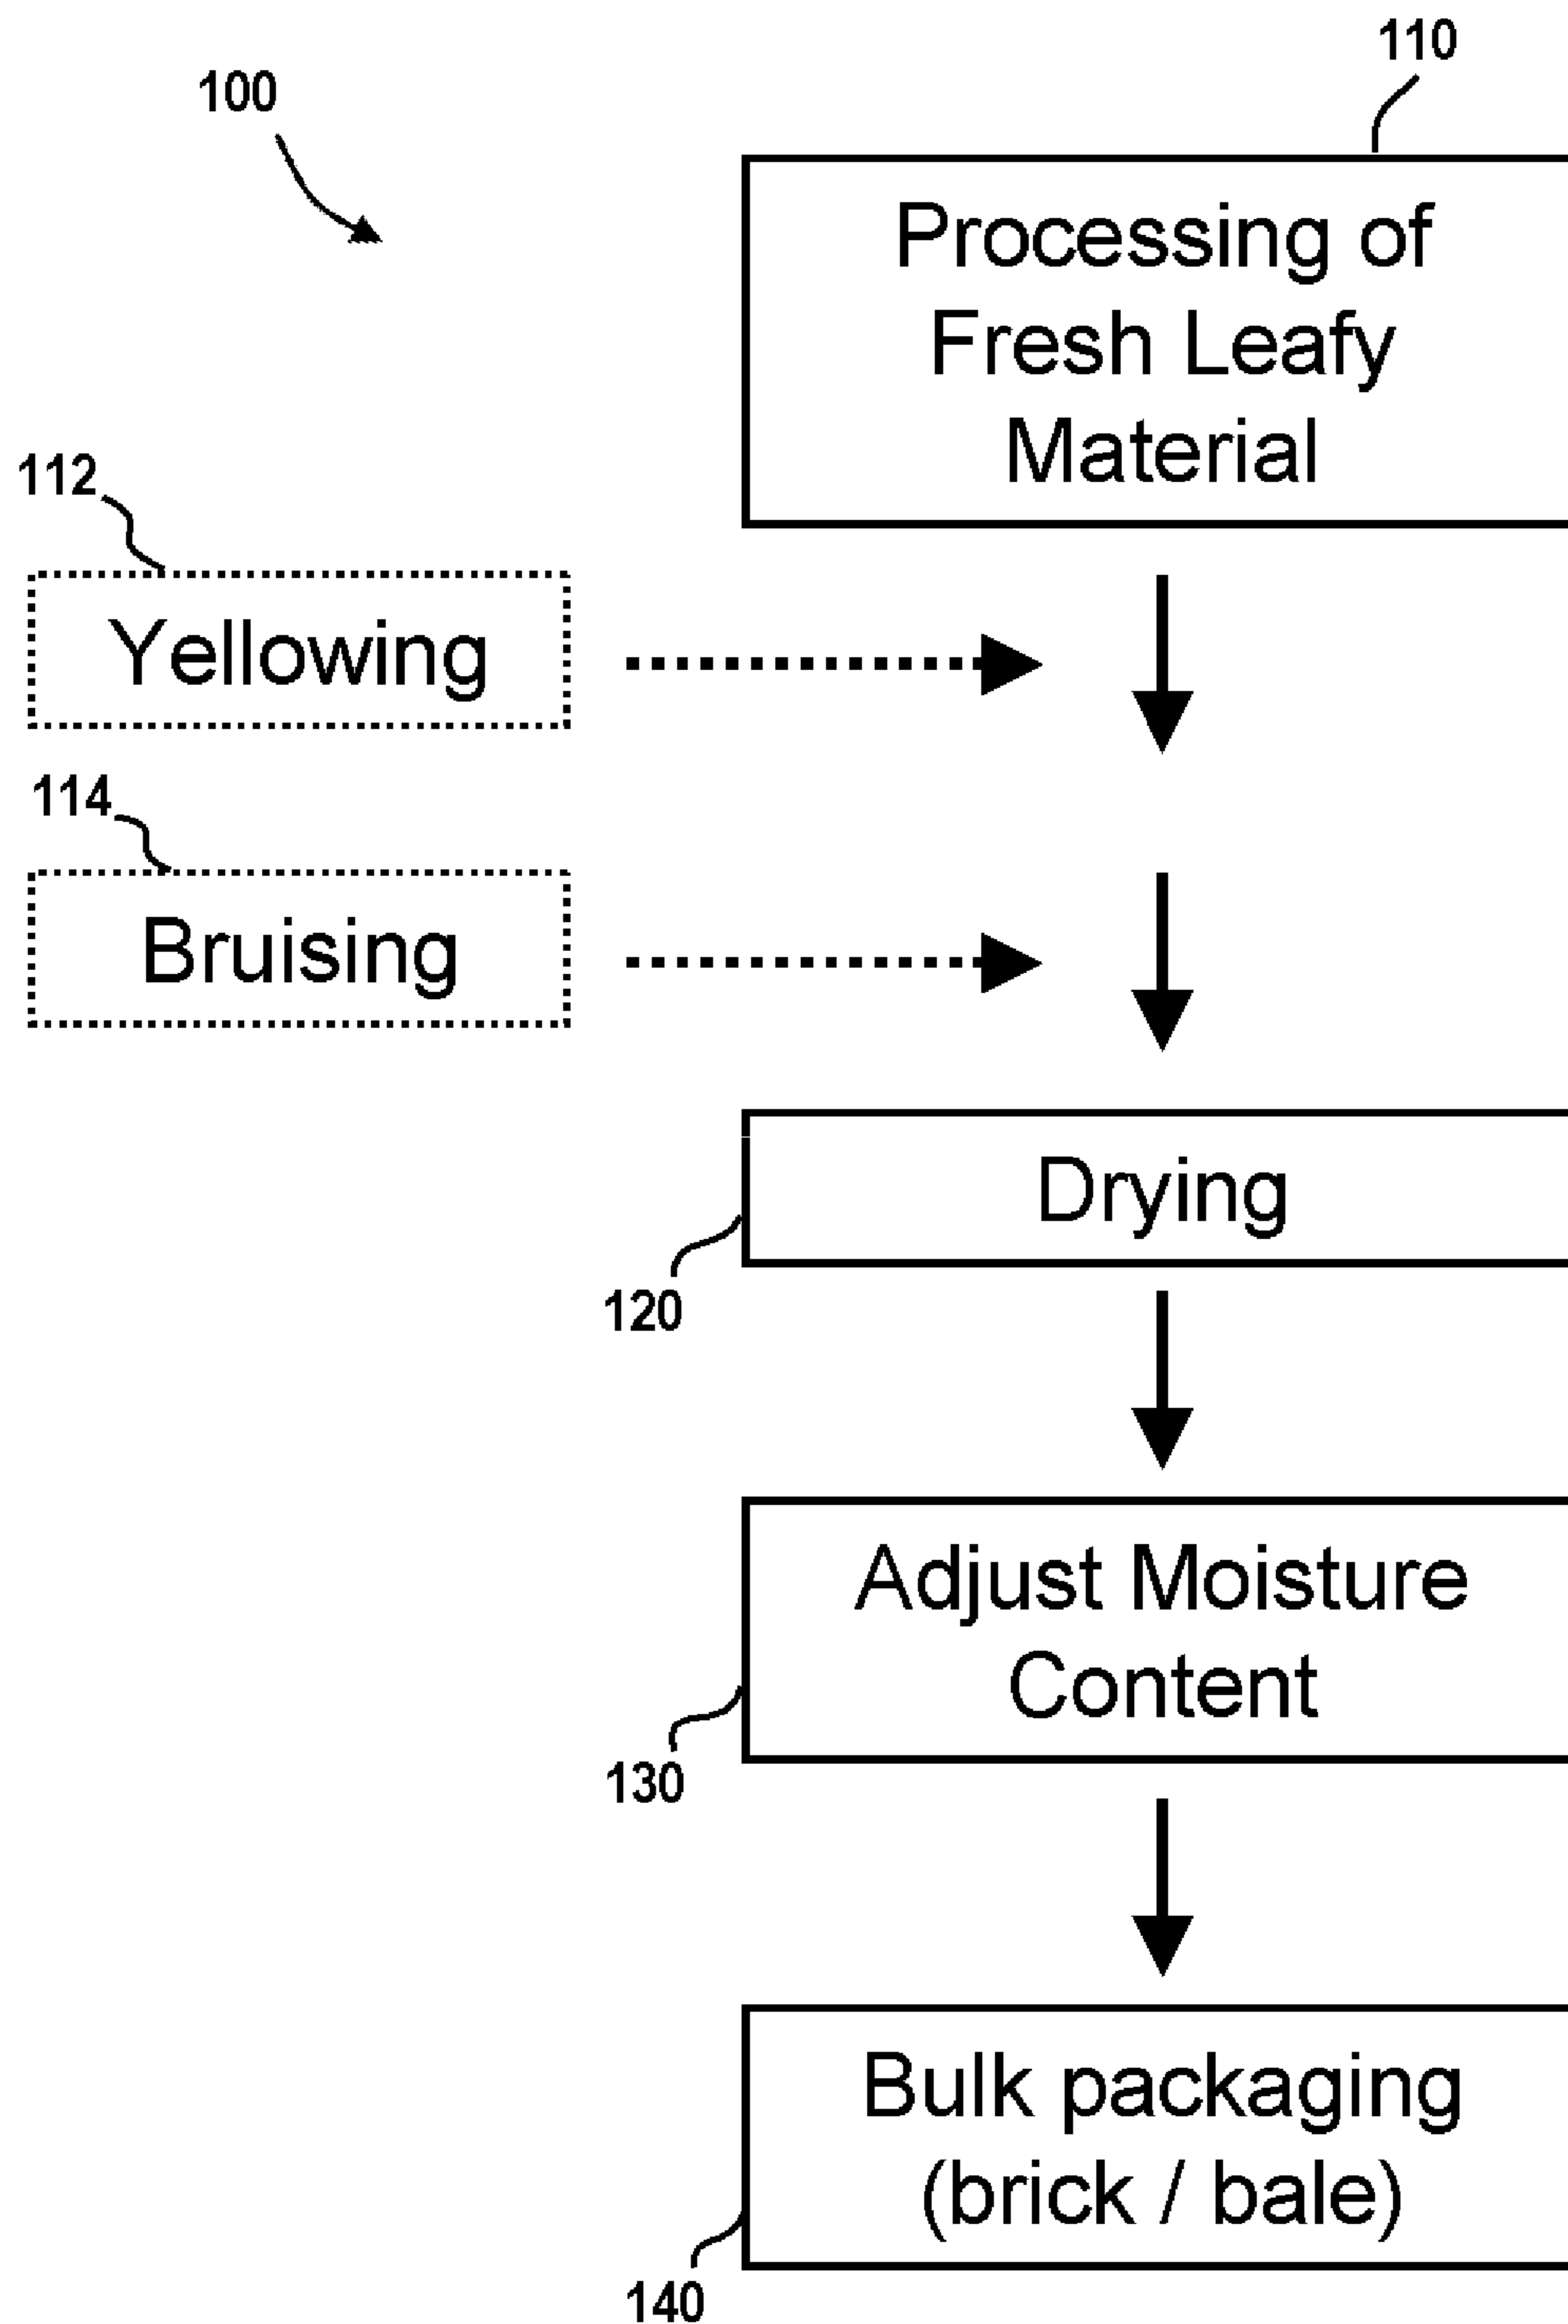 110
100
Processing of
Fresh Leafy
Material
112
Yellowing
114
Bruising
Drying
120
Adjust Moisture
Content
130
Bulk packaging
(brick / bale)
140